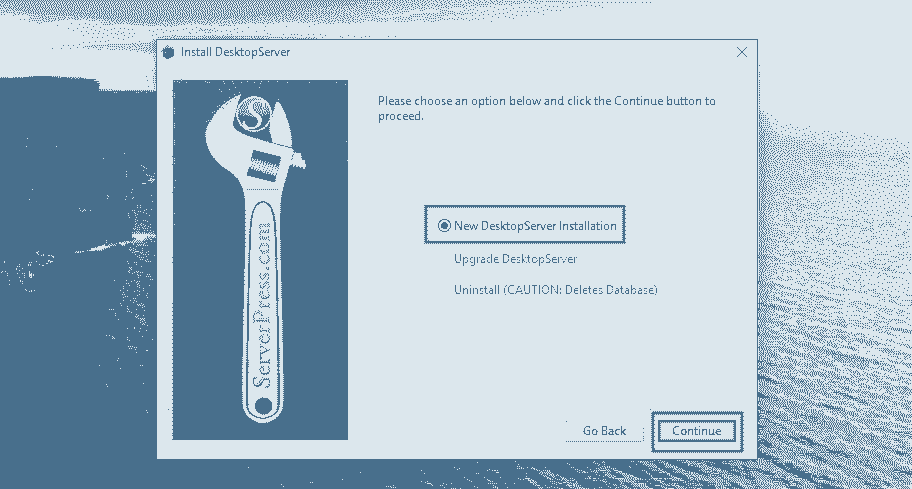 Install DesktopServer
Please choose an option below and click the Continue button to
proceed.
S
ServerPress.com
New DesktopServer Installation
Upgrade DesktopServer
Uninstall (CAUTION: Deletes Database)
Go Back
Continue